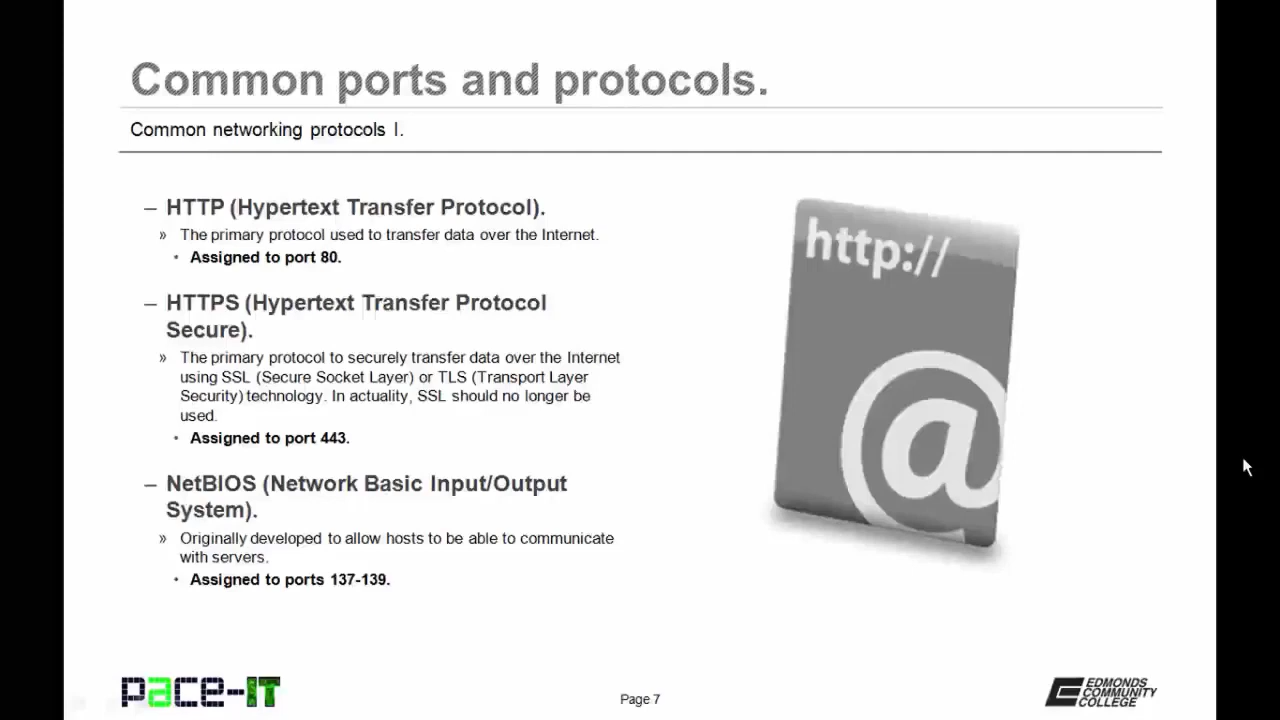 Common ports and protocols.
Common networking protocols I.
– HTTP (Hypertext Transfer Protocol).
» The primary protocol used to transfer data over the Internet.
• Assigned to port 80.
– HTTPS (Hypertext Transfer Protocol
Secure).
» The primary protocol to securely transfer data over the Internet
using SSL (Secure Socket Layer) or TLS (Transport Layer
Security) technology. In actuality, SSL should no longer be
used.
• Assigned to port 443.
– NetBIOS (Network Basic Input/Output
System).
» Originally developed to allow hosts to be able to communicate
with servers.
• Assigned to ports 137-139.
http://
@
pace-IT
Page 7
EDMONDS
COMMUNITY
COLLEGE